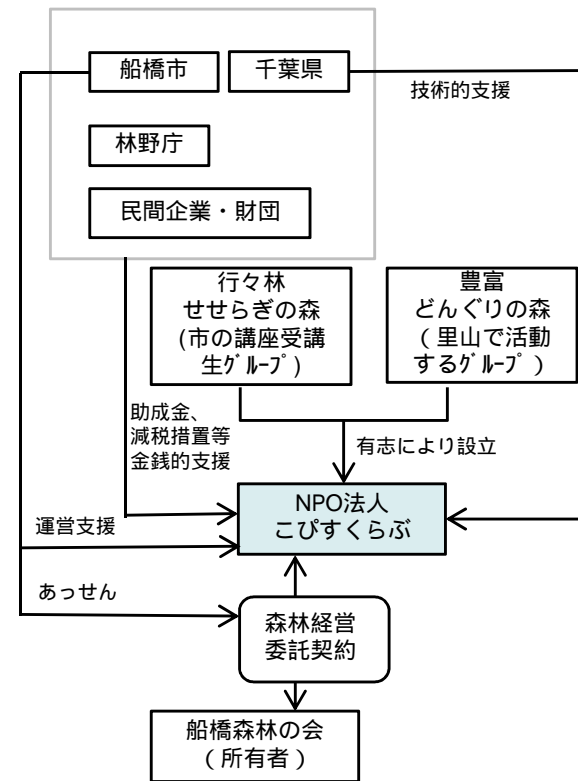 船橋市
千葉県
技術的支援
林野庁
民間企業・財団
行々林
せせらぎの森
(市の講座受講
生ｸﾞﾙｰﾌﾟ)
豊富
どんぐりの森
（里山で活動
するｸﾞﾙｰﾌﾟ）
助成金、
減税措置等
金銭的支援
有志により設立
NPO法人
こぴすくらぶ
運営支援
あっせん
森林経営
委託契約
船橋森林の会
（所有者）